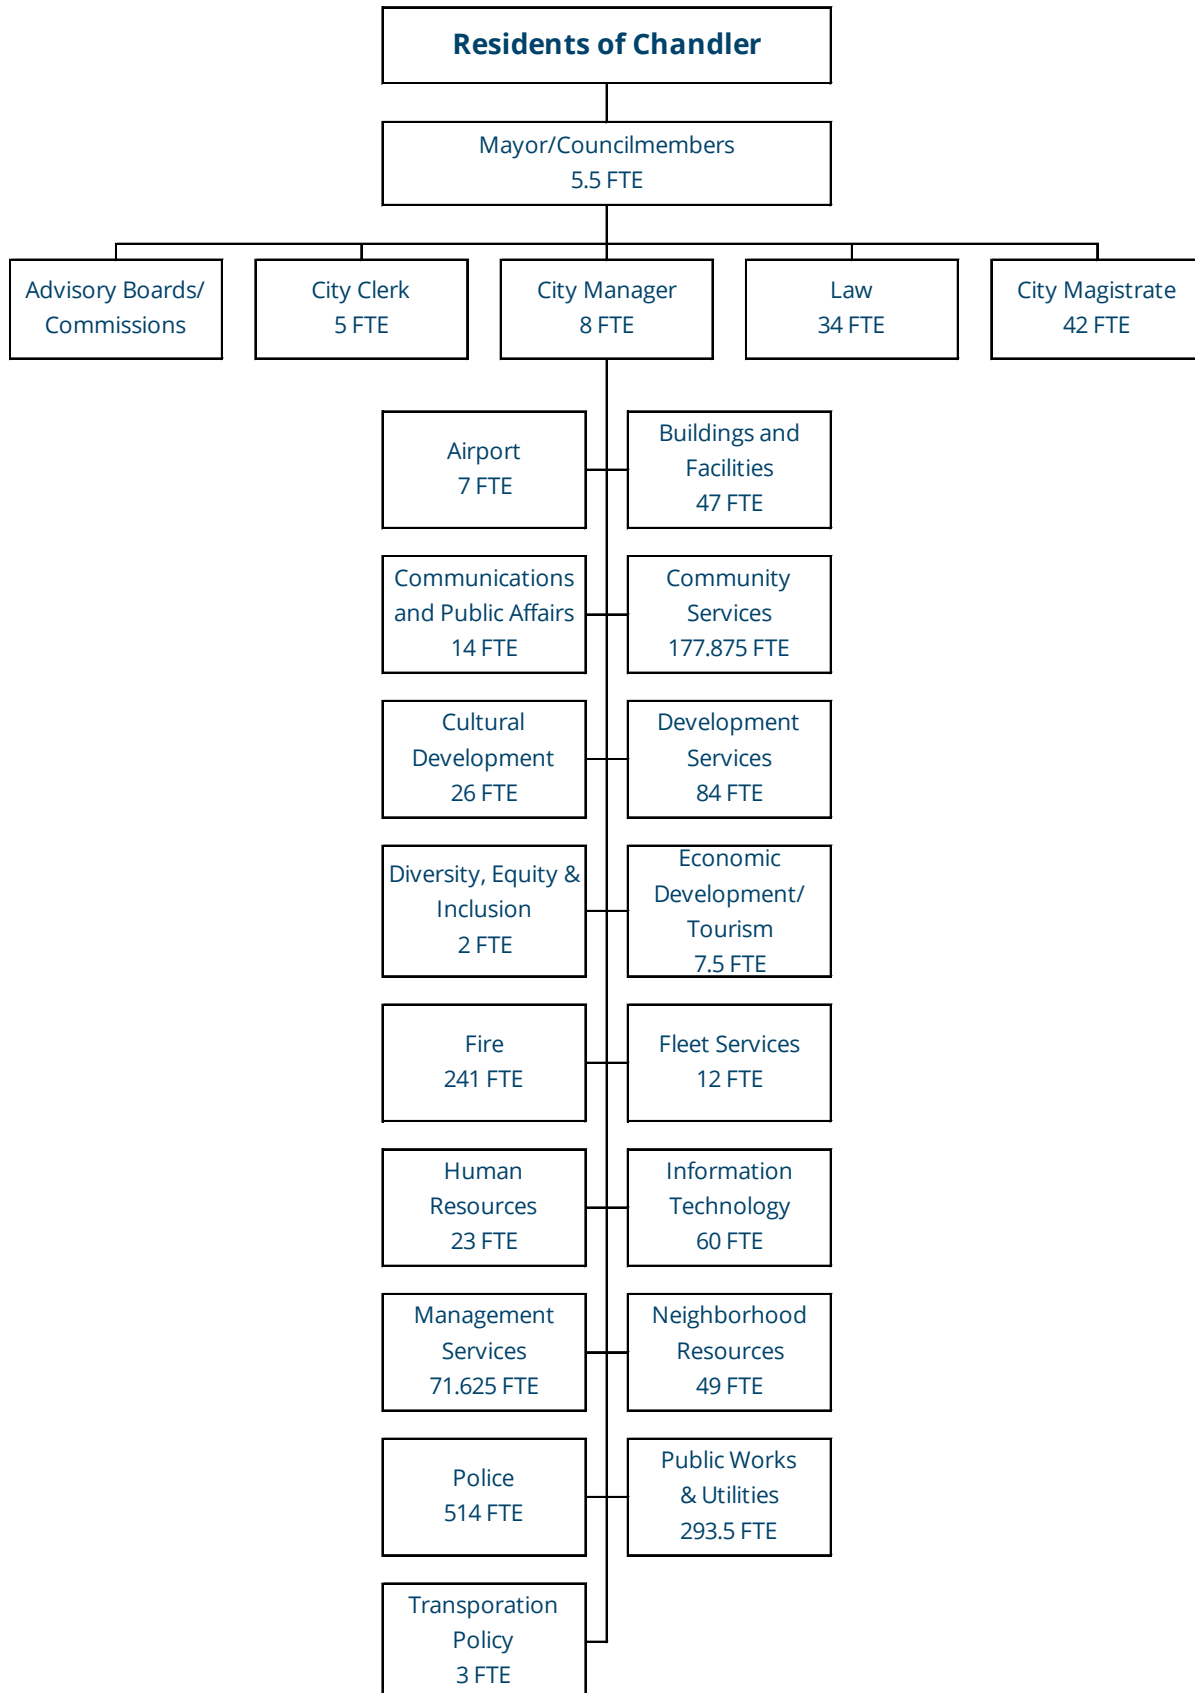 Residents of Chandler
Mayor/Councilmembers
5.5 FTE
Advisory Boards/
Commissions
City Clerk
5 FTE
City Manager
8 FTE
Law
34 FTE
City Magistrate
42 FTE
Airport
7 FTE
Buildings and
Facilities
47 FTE
Communications
and Public Affairs
14 FTE
Community
Services
177.875 FTE
Cultural
Development
26 FTE
Development
Services
84 FTE
Diversity, Equity &
Inclusion
2 FTE
Economic
Development/
Tourism
7.5 FTE
Fire
241 FTE
Fleet Services
12 FTE
Human
Resources
23 FTE
Information
Technology
60 FTE
Management
Services
71.625 FTE
Neighborhood
Resources
49 FTE
Police
514 FTE
Public Works
& Utilities
293.5 FTE
Transporation
Policy
3 FTE